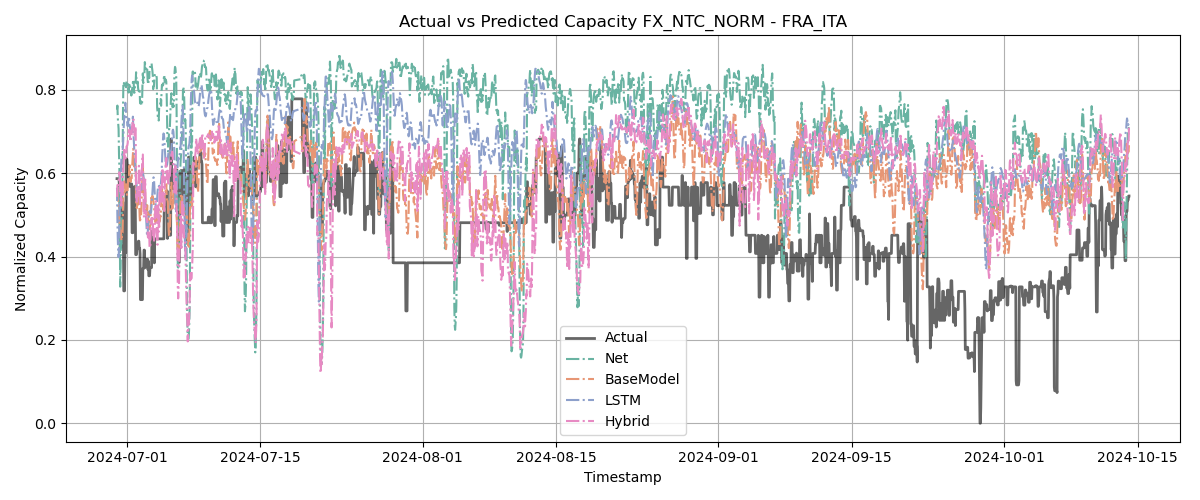 Actual vs Predicted Capacity FX_NTC_NORM - FRA_ITA
Normalized Capacity
0.8
0.6
0.4
0.2
0.0
Actual
Net
BaseModel
LSTM
Hybrid
2024-07-01
2024-07-15
2024-08-01
2024-08-15
2024-09-01
2024-09-15
2024-10-01
2024-10-15
Timestamp